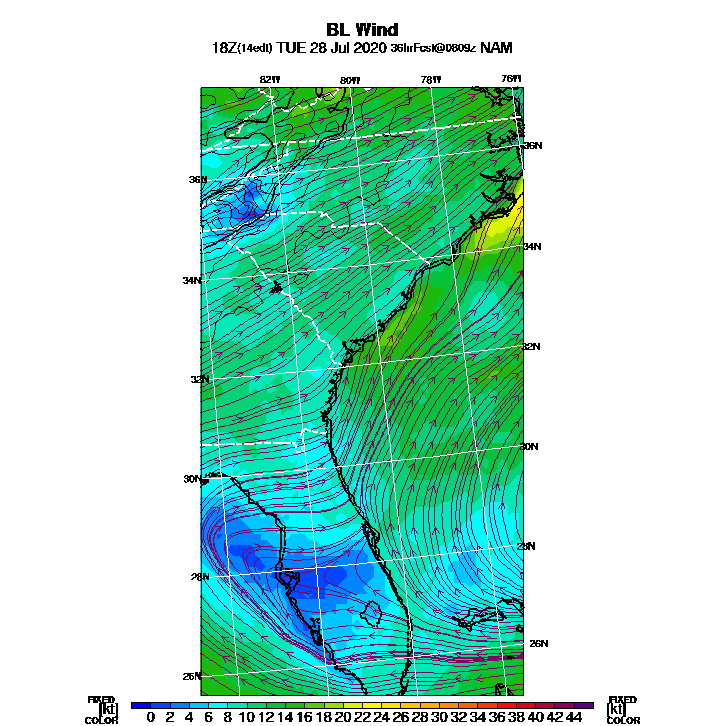 BL Wind
18Z(14edt) TUE 28 Jul 2020 36hrFcst@0809z NAM
82W 80W 78W 76W
36N
36N
34N
34N
32N
32N
30N
30N
28N
28N
26N
26N
FIXED FIXED
[kt] 0 2 4 6 8 10 12 14 16 18 20 22 24 26 28 30 32 34 36 38 40 42 44 [kt]
COLOR COLOR